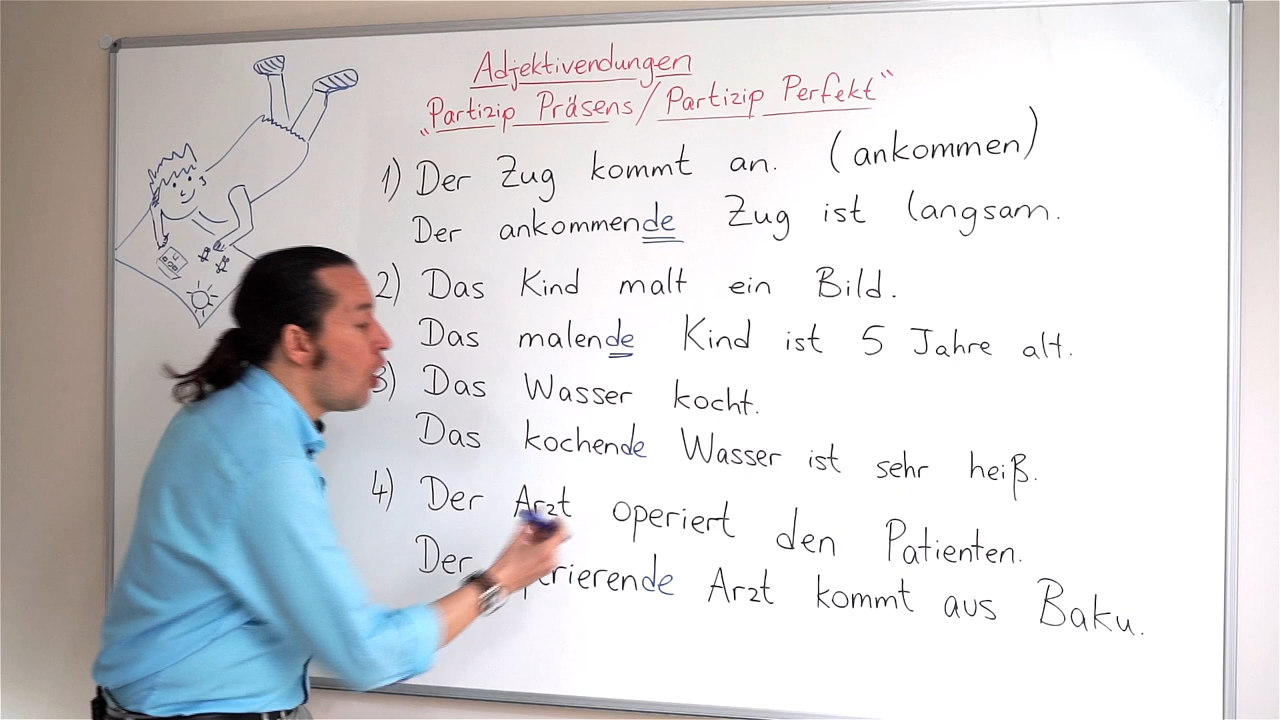 Adjektivendungen
„Partizip Präsens/Partizip Perfekt“
1) Der Zug kommt an. (ankommen)
Der ankommende Zug ist langsam.
2) Das Kind malt ein Bild.
Das malende Kind ist 5 Jahre alt.
3) Das Wasser kocht.
Das kochende Wasser ist sehr heiß.
4) Der Arzt operiert den Patienten.
Der Arzt kommt aus Baku.